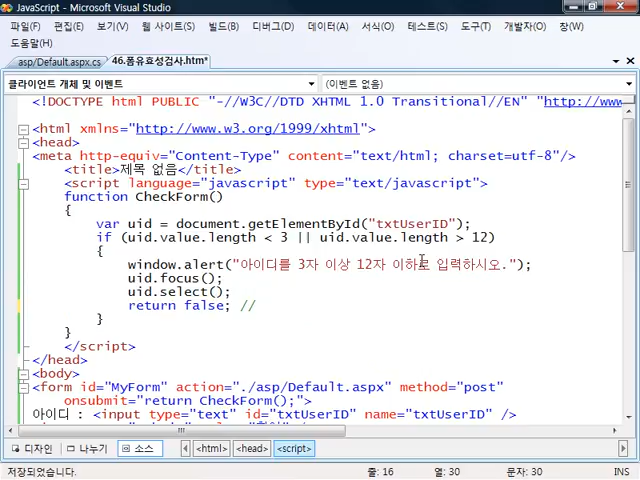 JavaScript - Microsoft Visual Studio
파일(F) 편집(E) 보기(V) 웹 사이트(S) 빌드(B) 디버그(D) 데이터(A) 서식(O) 테스트(S) 도구(T) 개발자(O) 창(W)
도움말(H)
asp/Default.aspx.cs 46.폼유효성검사.htm*
클라이언트 개체 및 이벤트 (이벤트 없음)
<!DOCTYPE html PUBLIC "-//W3C//DTD XHTML 1.0 Transitional//EN" "http://www
<html xmlns="http://www.w3.org/1999/xhtml">
<head>
<meta http-equiv="Content-Type" content="text/html; charset=utf-8"/>
<title>제목 없음</title>
<script language="javascript" type="text/javascript">
function CheckForm()
{
var uid = document.getElementById("txtUserID");
if (uid.value.length < 3 || uid.value.length > 12)
{
window.alert("아이디를 3자 이상 12자 이하로 입력하시오.");
uid.focus();
uid.select();
return false; //
}
}
</script>
</head>
<body>
<form id="MyForm" action="./asp/Default.aspx" method="post"
onsubmit="return CheckForm();">
아이디 : <input type="text" id="txtUserID" name="txtUserID" />
디자인 나누기 소스 <html> <head> <script>
저장되었습니다. 줄: 16 열: 30 문자: 30 INS